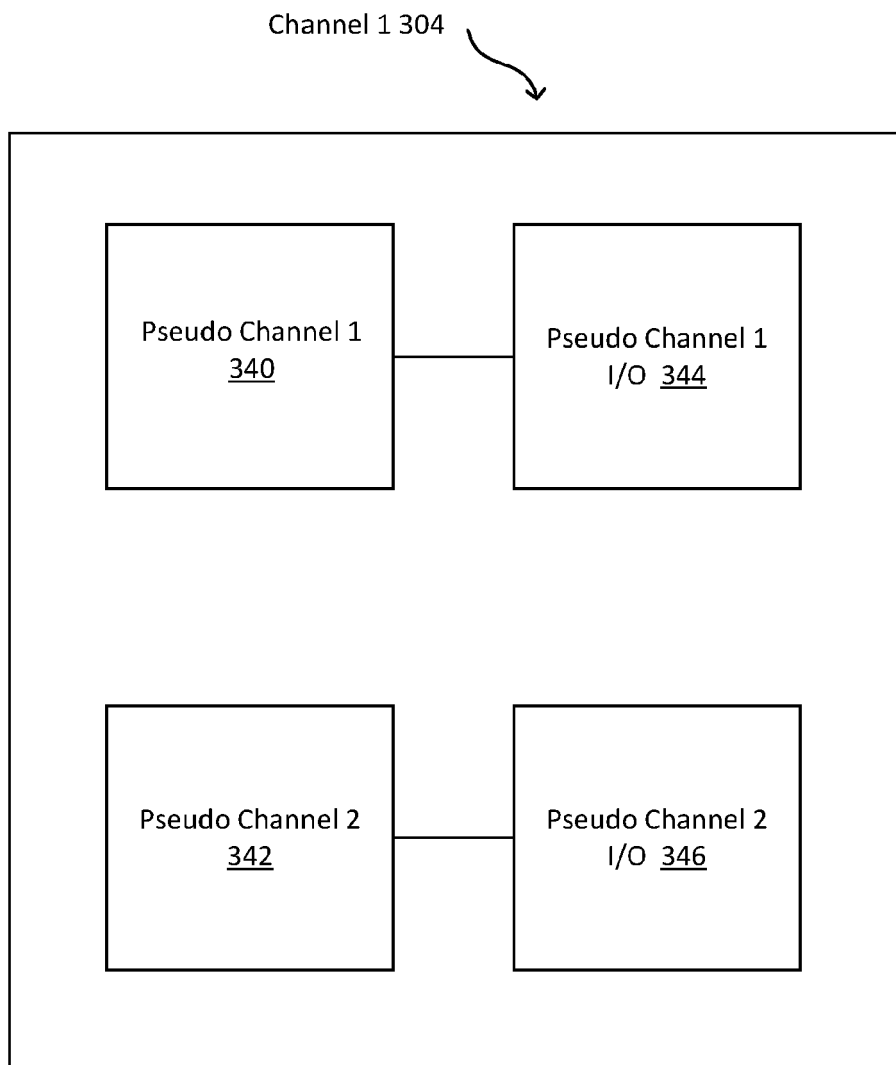 Channel 1 304
Pseudo Channel 1
340
Pseudo Channel 1
I/O 344
Pseudo Channel 2
342
Pseudo Channel 2
I/O 346